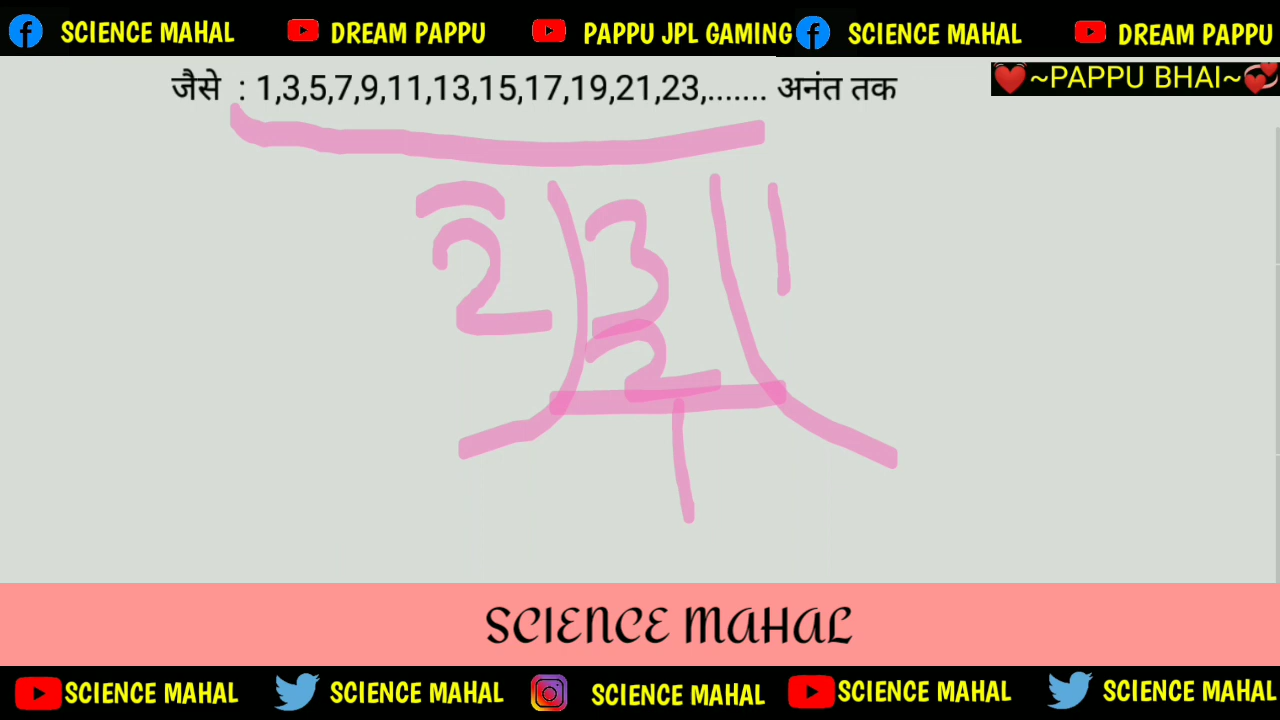 SCIENCE MAHAL DREAM PAPPU PAPPU JPL GAMING SCIENCE MAHAL DREAM PAPPU
जैसे : 1,3,5,7,9,11,13,15,17,19,21,23,....... अनंत तक
~PAPPU BHAI~
2 3 1
2
1
SCIENCE MAHAL
SCIENCE MAHAL SCIENCE MAHAL SCIENCE MAHAL SCIENCE MAHAL SCIENCE MAHAL